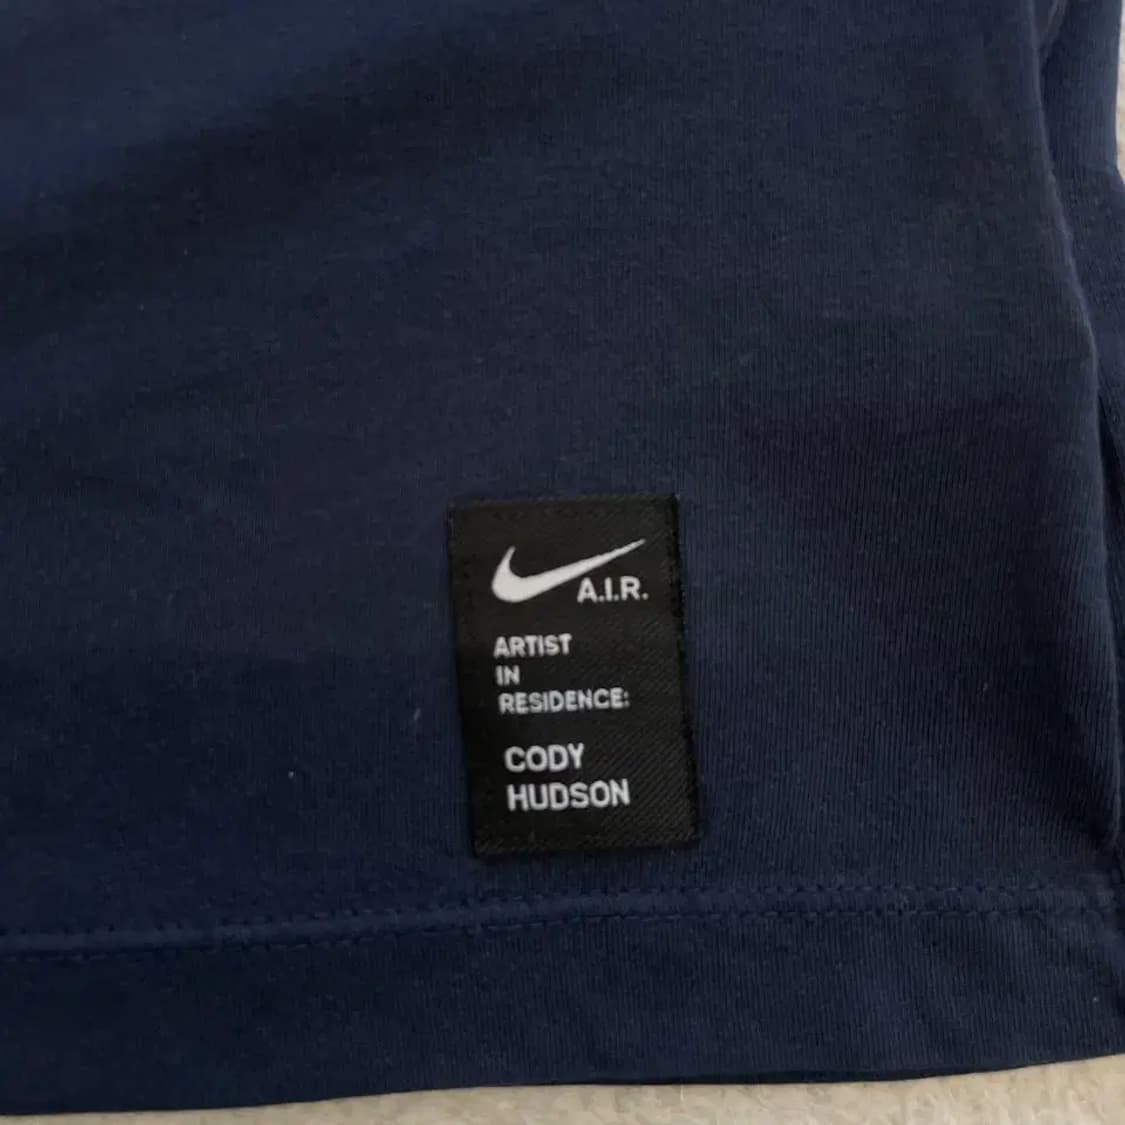 A.I.R.
ARTIST
IN
RESIDENCE:
CODY
HUDSON